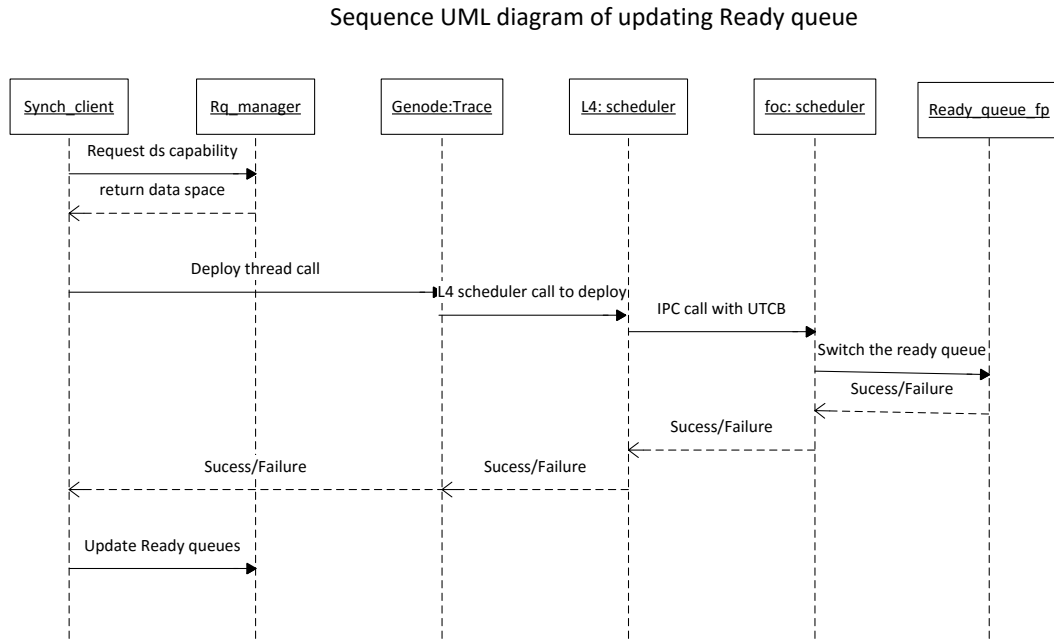 Sequence UML diagram of updating Ready queue
Synch_client
Rq_manager
Genode:Trace
L4: scheduler
foc: scheduler
Ready_queue_fp
Request ds capability
return data space
Deploy thread call
L4 scheduler call to deploy
IPC call with UTCB
Switch the ready queue
Sucess/Failure
Sucess/Failure
Sucess/Failure
Sucess/Failure
Update Ready queues